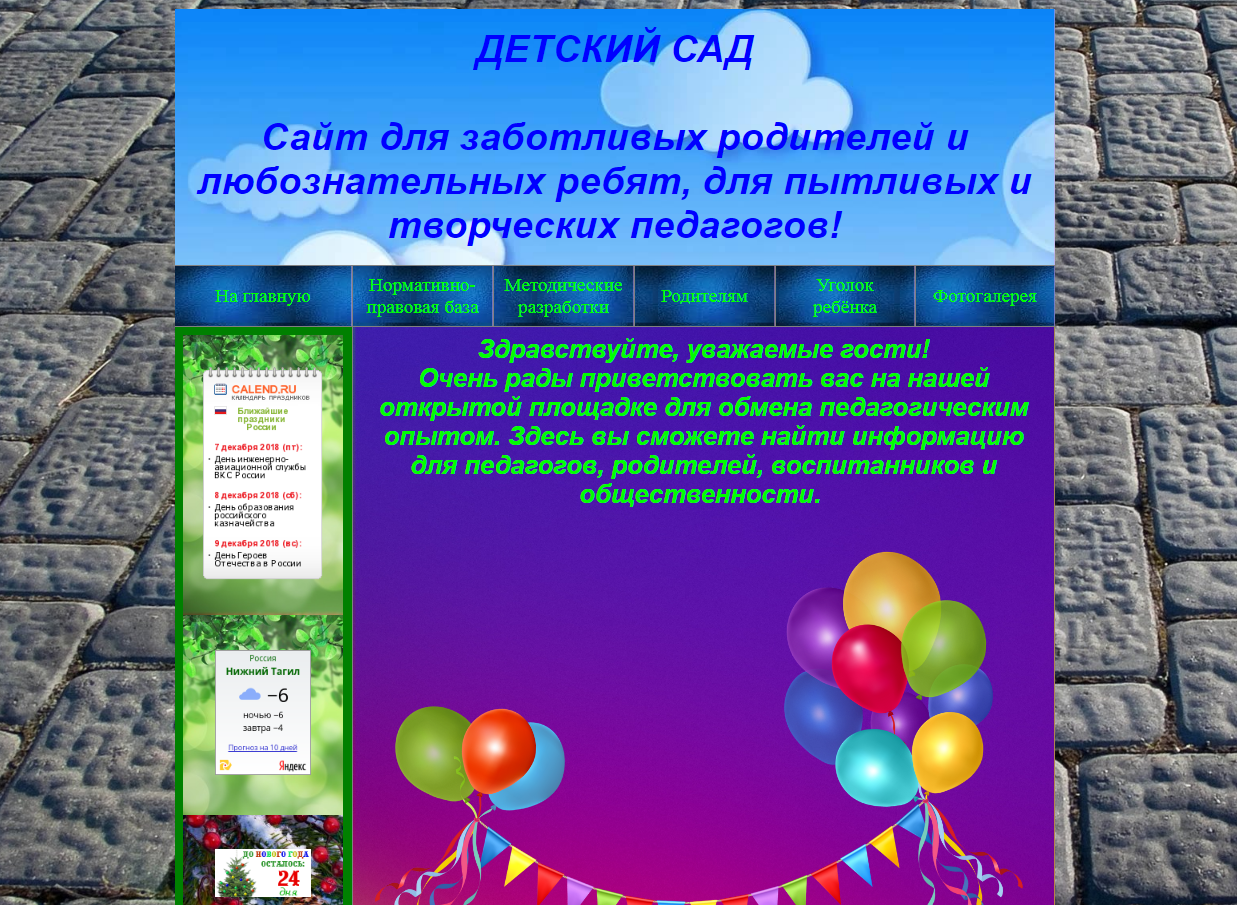 ДЕТСКИЙ САД
Сайт для заботливых родителей и
любознательных ребят, для пытливых и
творческих педагогов!
На главную
Нормативно-
правовая база
Методические
разработки
Родителям
Уголок
ребёнка
Фотогалерея
CALEND.RU
КАЛЕНДАРЬ ПРАЗДНИКОВ
Ближайшие
праздники
России
7 декабря 2018 (пт):
· День инженерно-
авиационной службы
ВКС России
8 декабря 2018 (сб):
· День образования
российского
казначейства
9 декабря 2018 (вс):
· День Героев
Отечества в России
Россия
Нижний Тагил
−6
ночью −6
завтра −4
Прогноз на 10 дней
Яндекс
ДО НОВОГО ГОДА
ОСТАЛОСЬ:
24
дня
Здравствуйте, уважаемые гости!
Очень рады приветствовать вас на нашей
открытой площадке для обмена педагогическим
опытом. Здесь вы сможете найти информацию
для педагогов, родителей, воспитанников и
общественности.